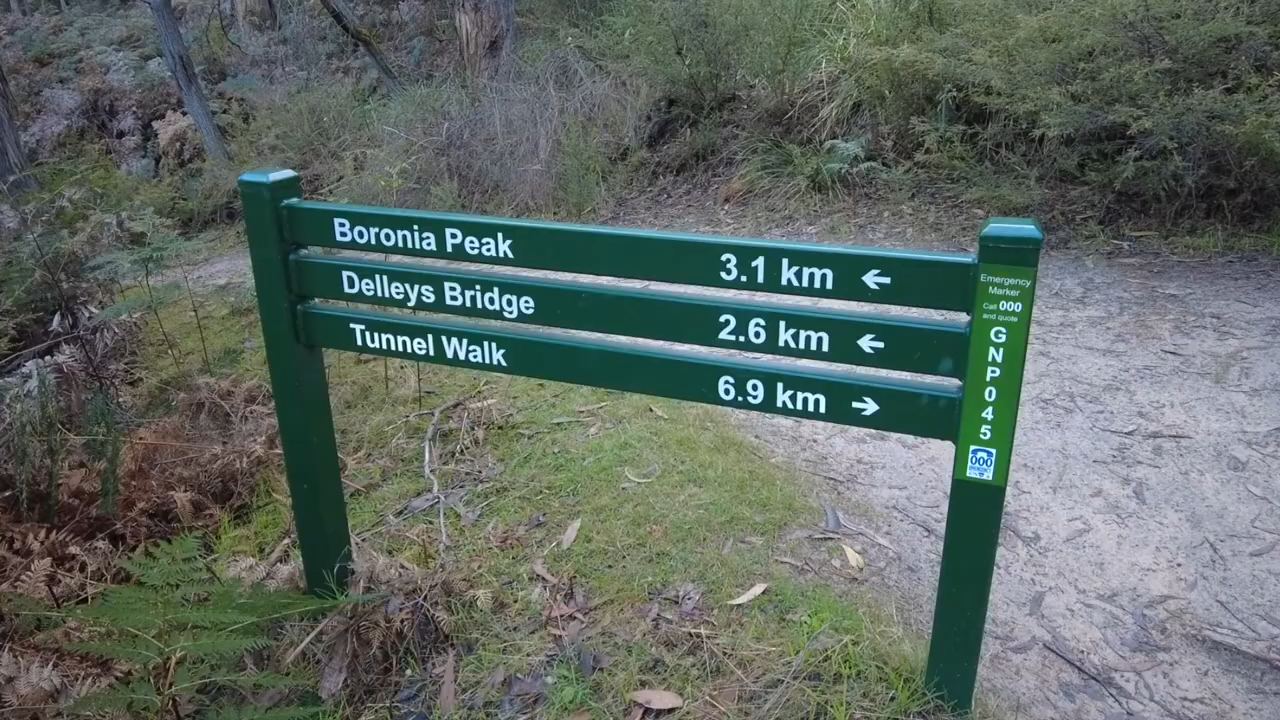 Boronia Peak 3.1 km ←
Delleys Bridge 2.6 km ←
Tunnel Walk 6.9 km →
Emergency
Marker
Call 000
and quote
GNP045
000